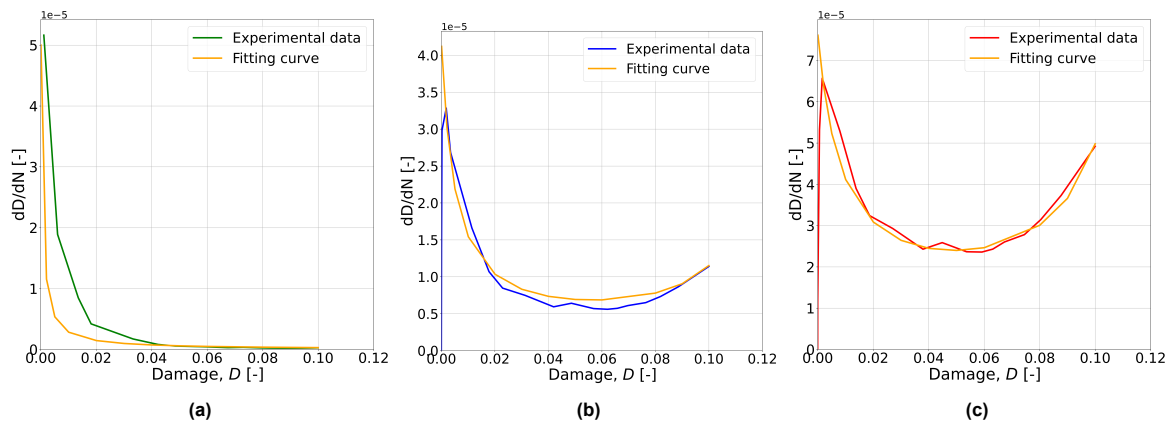 1e−5
Experimental data
Fitting curve
5
4
3
2
1
0
dD/dN [-]
0.00 0.02 0.04 0.06 0.08 0.10 0.12
Damage, D [-]
(a)
1e−5
Experimental data
Fitting curve
4.0
3.5
3.0
2.5
2.0
1.5
1.0
0.5
0.0
dD/dN [-]
0.00 0.02 0.04 0.06 0.08 0.10 0.12
Damage, D [-]
(b)
1e−5
Experimental data
Fitting curve
7
6
5
4
3
2
1
0
dD/dN [-]
0.00 0.02 0.04 0.06 0.08 0.10 0.12
Damage, D [-]
(c)